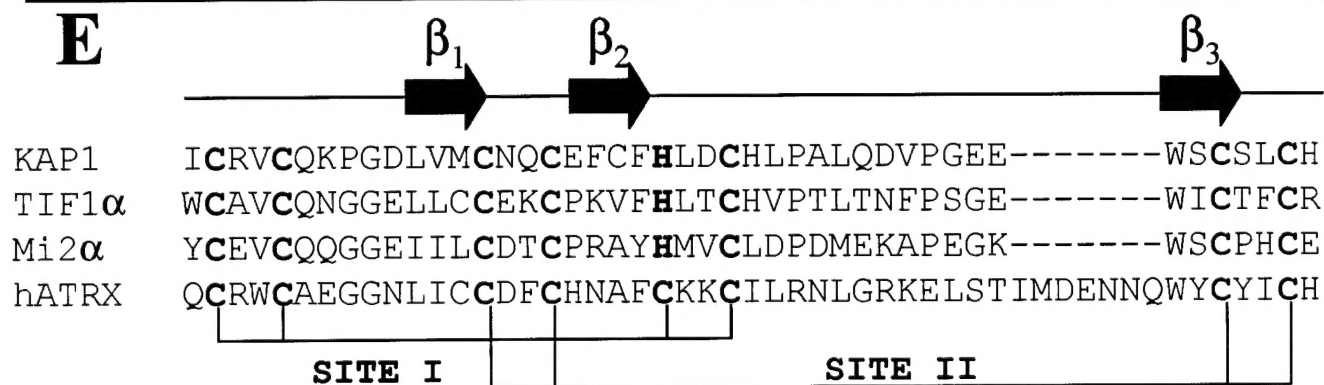 E
β1 β2 β3
KAP1 ICRVCQKPGDLVMCNQCEFCFHLDCHLPALQDVPGEE-------WSCSLCH
TIF1α WCAVCQNGGELLCCEKCPKVFHLTCHVPTLTNFPSGE-------WICTFCR
Mi2α YCEVCQQGGEIILCDTCPRAYHMVCLDPDMEKAPEGK-------WSCPHCE
hATRX QCRWCAEGGNLICCDFCHNAFCKKCILRNLGRKELSTIMDENNQWYCYICH
SITE I SITE II